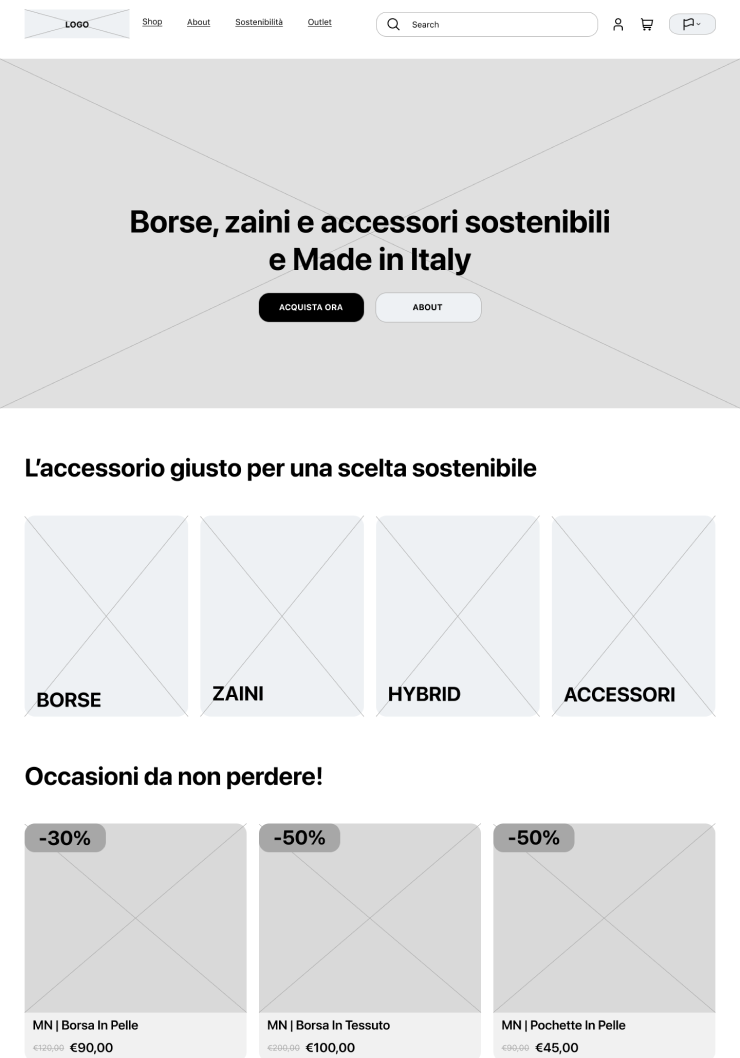 LOGO
Shop About Sostenibilità Outlet Search
Borse, zaini e accessori sostenibili
e Made in Italy
ACQUISTA ORA ABOUT
L’accessorio giusto per una scelta sostenibile
BORSE ZAINI HYBRID ACCESSORI
Occasioni da non perdere!
-30% -50% -50%
MN | Borsa In Pelle MN | Borsa In Tessuto MN | Pochette In Pelle
€120,00 €90,00 €200,00 €100,00 €90,00 €45,00